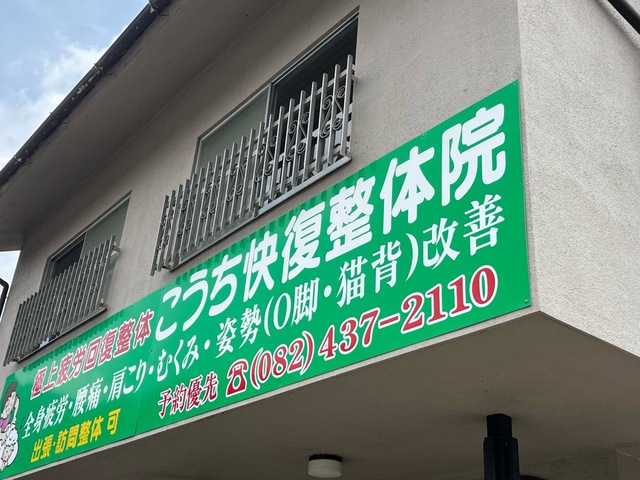 極上疲労回復整体 こうち快復整体院
全身疲労・腰痛・肩こり・むくみ・姿勢(O脚・猫背)改善
出張・訪問整体 可 予約優先 ☎(082)437-2110